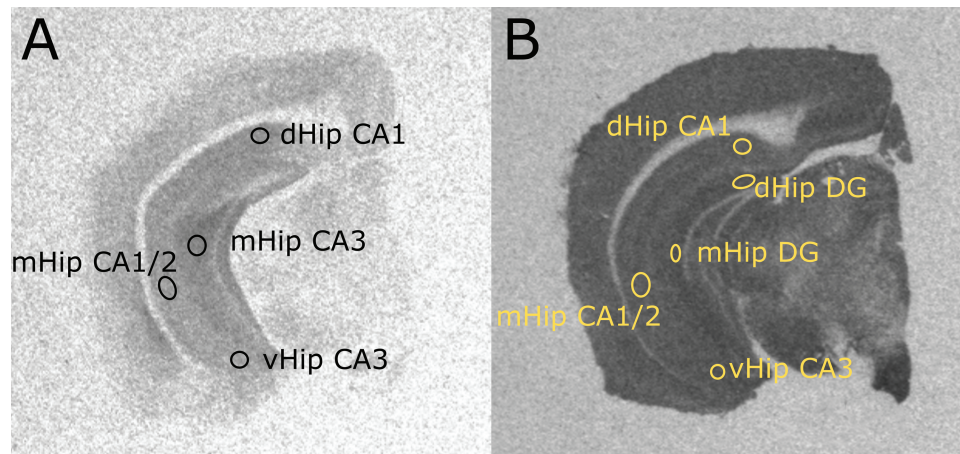 A
dHip CA1
mHip CA3
mHip CA1/2
vHip CA3
B
dHip CA1
dHip DG
mHip DG
mHip CA1/2
vHip CA3